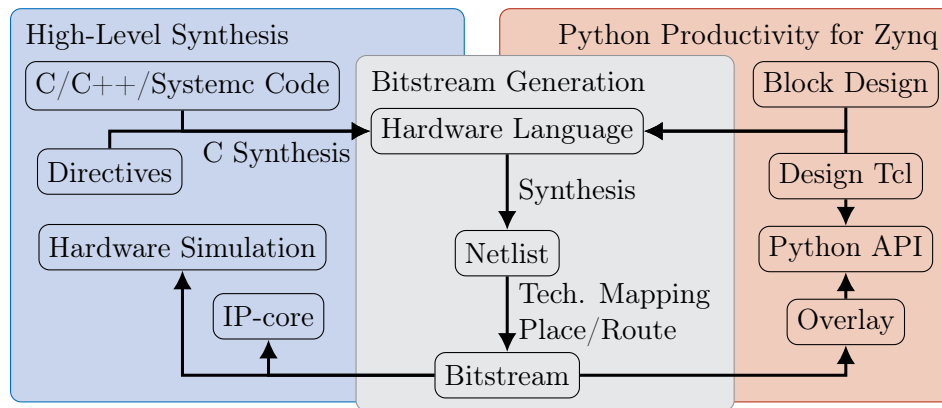 High-Level Synthesis
Python Productivity for Zynq
C/C++/Systemc Code
Bitstream Generation
Block Design
Hardware Language
C Synthesis
Directives
Synthesis
Design Tcl
Hardware Simulation
Netlist
Python API
Tech. Mapping
Place/Route
IP-core
Overlay
Bitstream